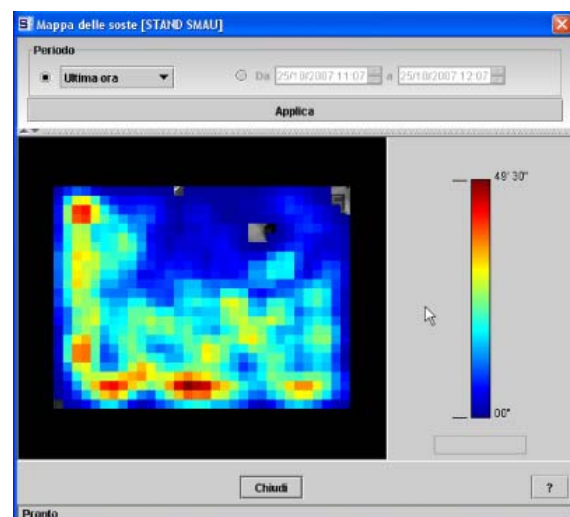 Mappa delle soste [STAND SMAU]
Periodo
Ultima ora
Da 25/10/2007 11:07 a 25/10/2007 12:07
Applica
49' 30"
00"
Chiudi ?
Pronto